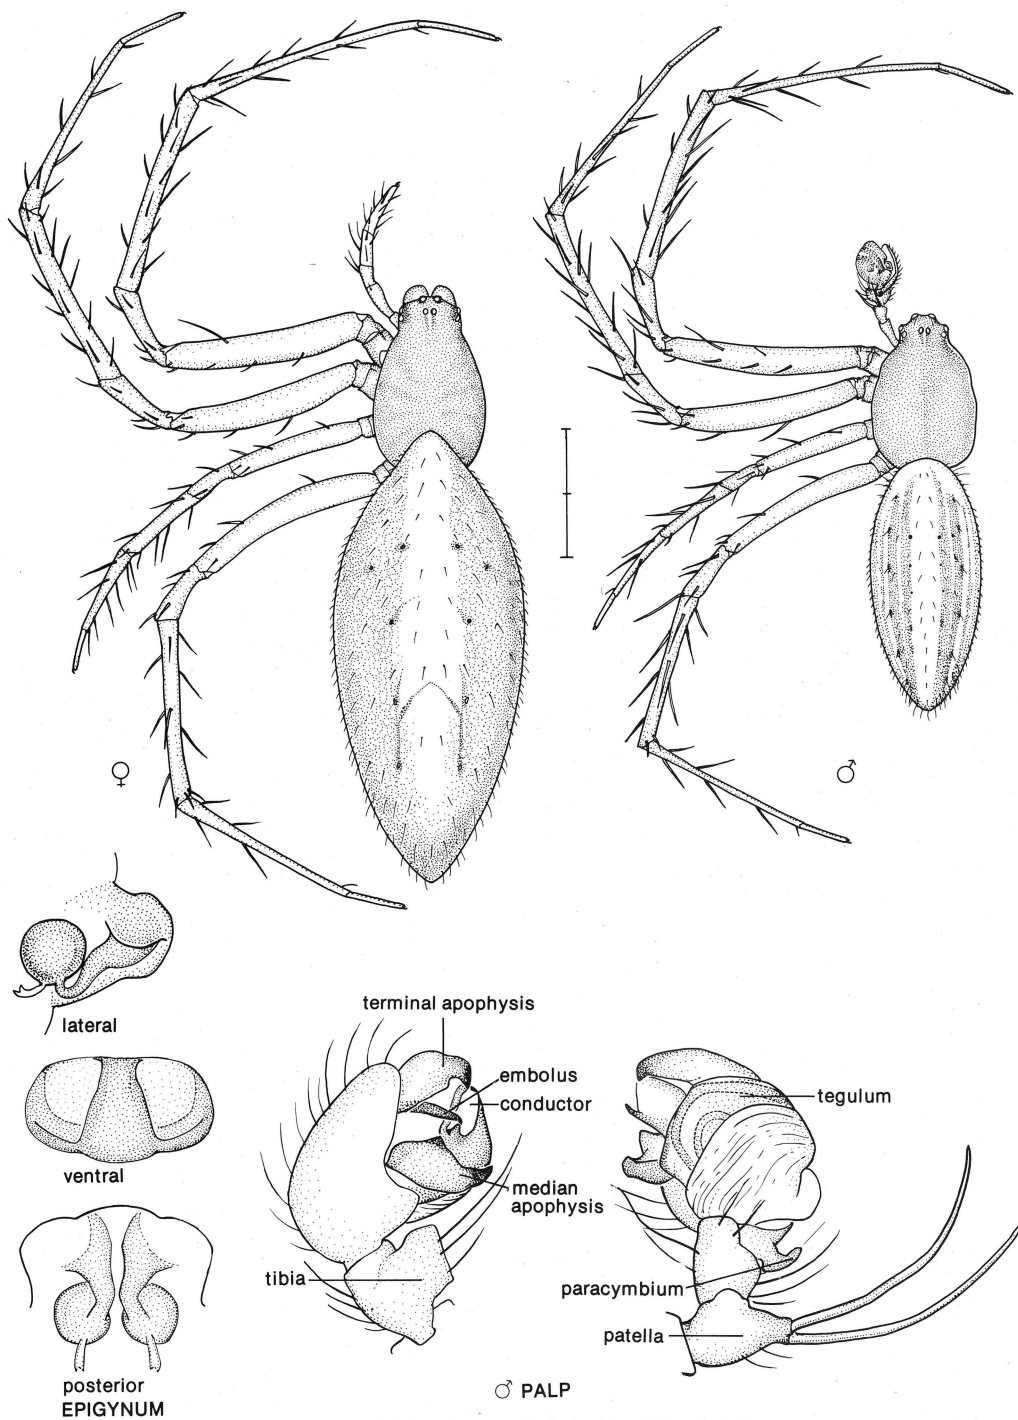 ♀
♂
lateral
ventral
posterior
EPIGYNUM
terminal apophysis
embolus
conductor
median
apophysis
tibia
tegulum
paracymbium
patella
♂ PALP